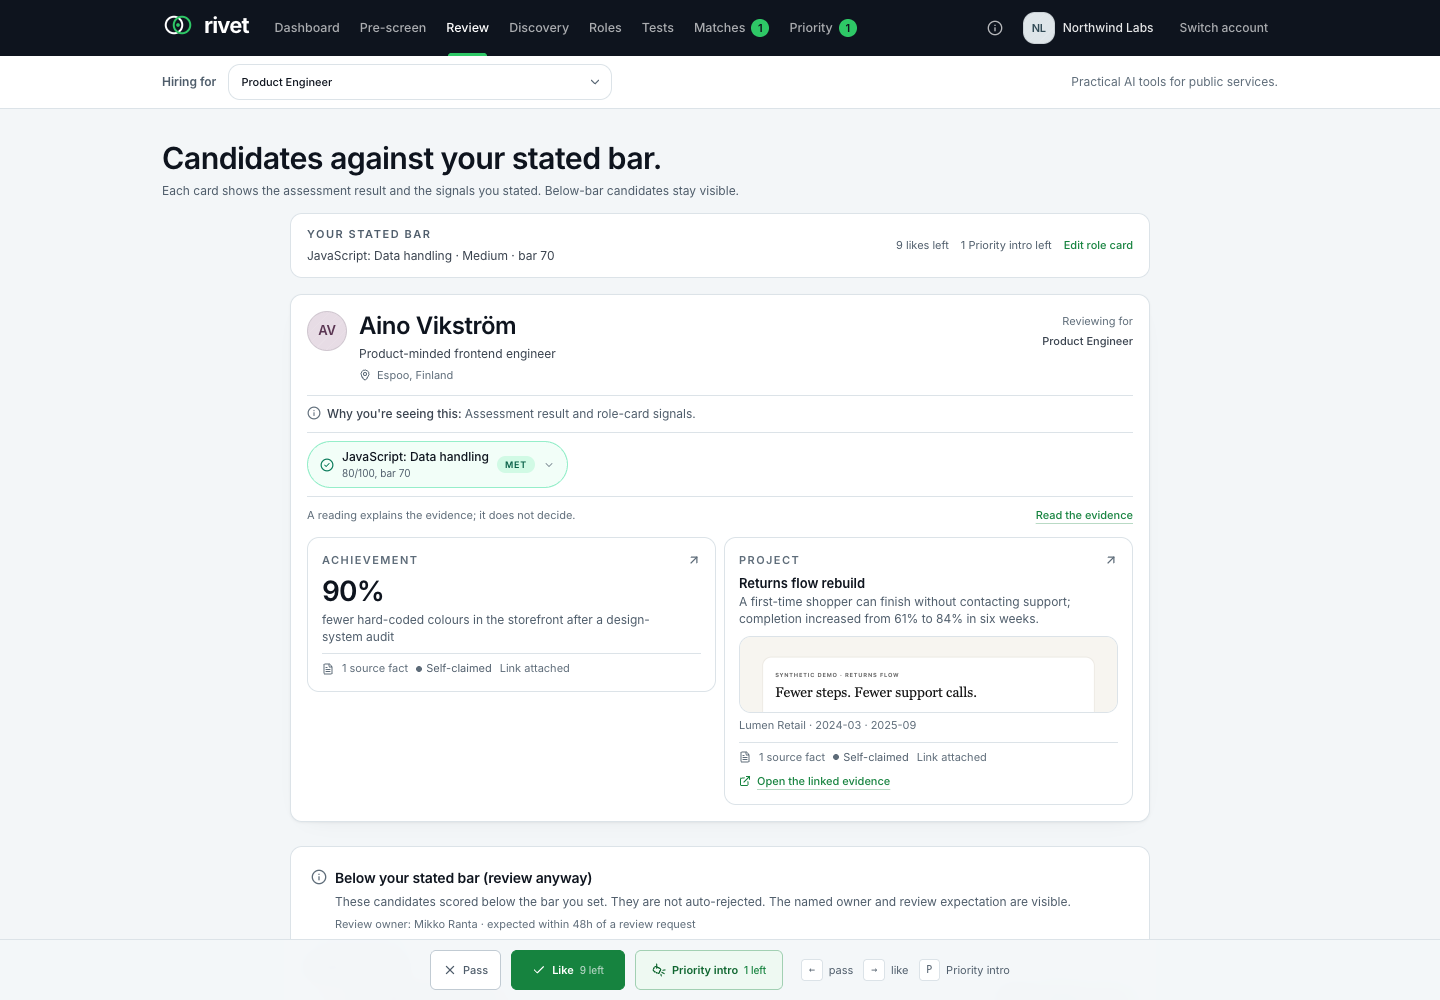 rivet
Dashboard
Pre-screen
Review
Discovery
Roles
Tests
Matches 1
Priority 1
NL
Northwind Labs
Switch account
Hiring for
Product Engineer
Practical AI tools for public services.
Candidates against your stated bar.
Each card shows the assessment result and the signals you stated. Below-bar candidates stay visible.
YOUR STATED BAR
JavaScript: Data handling · Medium · bar 70
9 likes left
1 Priority intro left
Edit role card
AV
Aino Vikström
Product-minded frontend engineer
Espoo, Finland
Reviewing for
Product Engineer
Why you're seeing this: Assessment result and role-card signals.
JavaScript: Data handling
80/100, bar 70
MET
A reading explains the evidence; it does not decide.
Read the evidence
ACHIEVEMENT
90%
fewer hard-coded colours in the storefront after a design-
system audit
1 source fact ● Self-claimed Link attached
PROJECT
Returns flow rebuild
A first-time shopper can finish without contacting support;
completion increased from 61% to 84% in six weeks.
SYNTHETIC DEMO · RETURNS FLOW
Fewer steps. Fewer support calls.
Lumen Retail · 2024-03 · 2025-09
1 source fact ● Self-claimed Link attached
Open the linked evidence
Below your stated bar (review anyway)
These candidates scored below the bar you set. They are not auto-rejected. The named owner and review expectation are visible.
Review owner: Mikko Ranta · expected within 48h of a review request
Pass
Like 9 left
Priority intro 1 left
← pass
→ like
P Priority intro